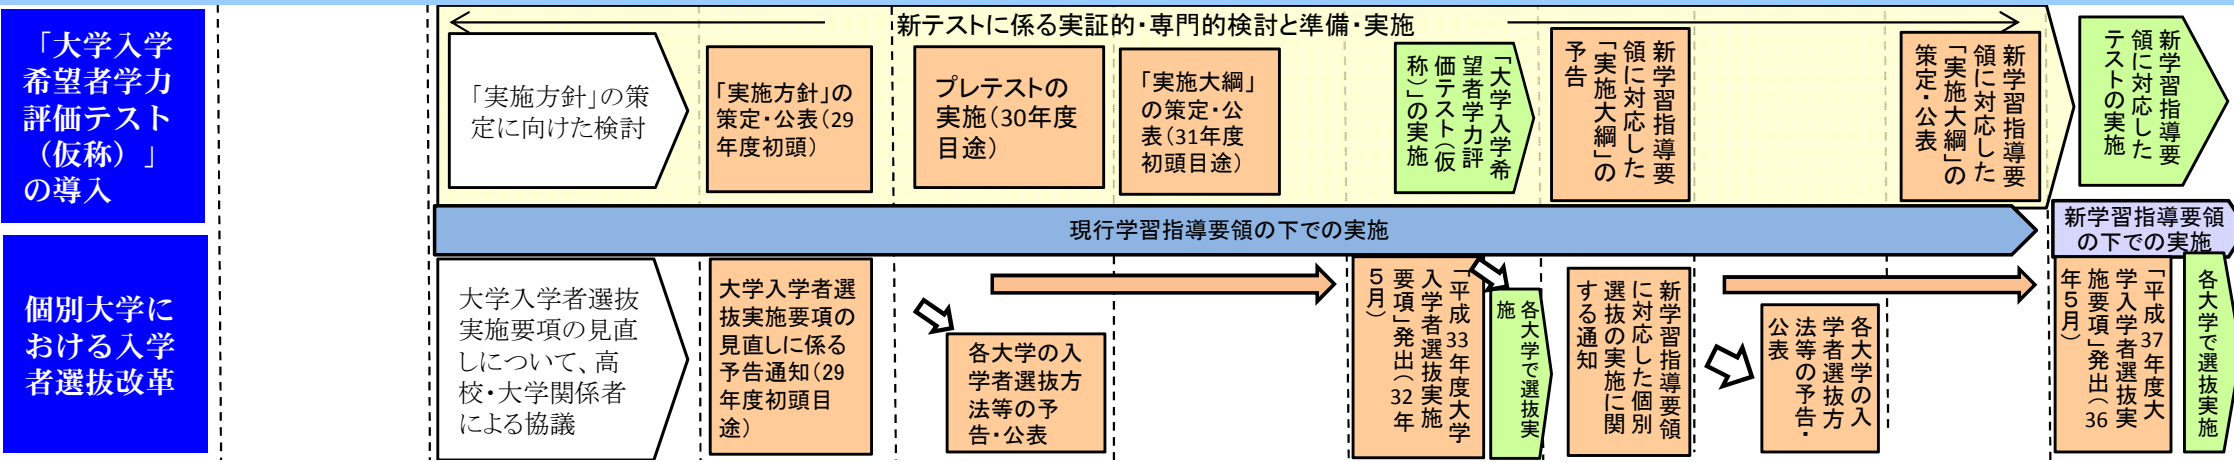 「大学入学
希望者学力
評価テスト
（仮称）」
の導入
新テストに係る実証的・専門的検討と準備・実施
「実施方針」の策
定に向けた検討
「実施方針」の
策定・公表（29
年度初頭）
プレテストの
実施（30年度
目途）
「実施大綱」
の策定・公
表（31年度
初頭目途）
「大学入学希
望者学力評
価テスト（仮
称）」の実施
新学習指導要
領に対応した
「実施大綱」の
予告
新学習指導要
領に対応した
「実施大綱」の
策定・公表
新学習指導要
領に対応した
テストの実施
現行学習指導要領の下での実施
新学習指導要領
の下での実施
個別大学に
おける入学
者選抜改革
大学入学者選抜
実施要項の見直
しについて、高
校・大学関係者
による協議
大学入学者選
抜実施要項の
見直しに係る
予告通知（29
年度初頭目
途）
各大学の入
学者選抜方
法等の予
告・公表
「平成33年度大学
入学者選抜実施
要項」発出（32年
５月）
各大学で選抜実
施
新学習指導要領
に対応した個別
選抜の実施に関
する通知
各大学の入
学者選抜方
法等の予告・
公表
「平成37年度大
学入学者選抜実
施要項」発出（36
年５月）
各大学で選抜実施